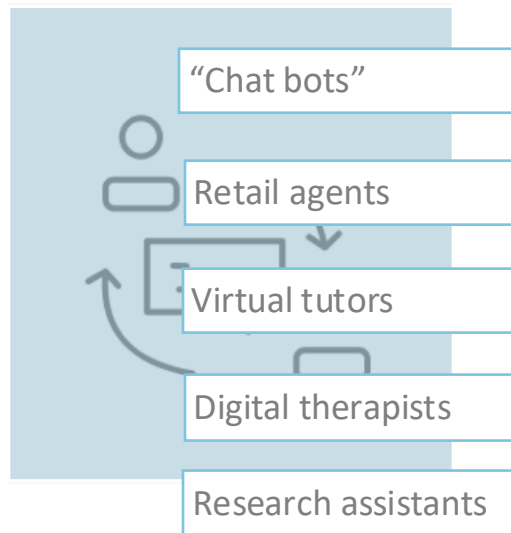 “Chat bots”
Retail agents
Virtual tutors
Digital therapists
Research assistants